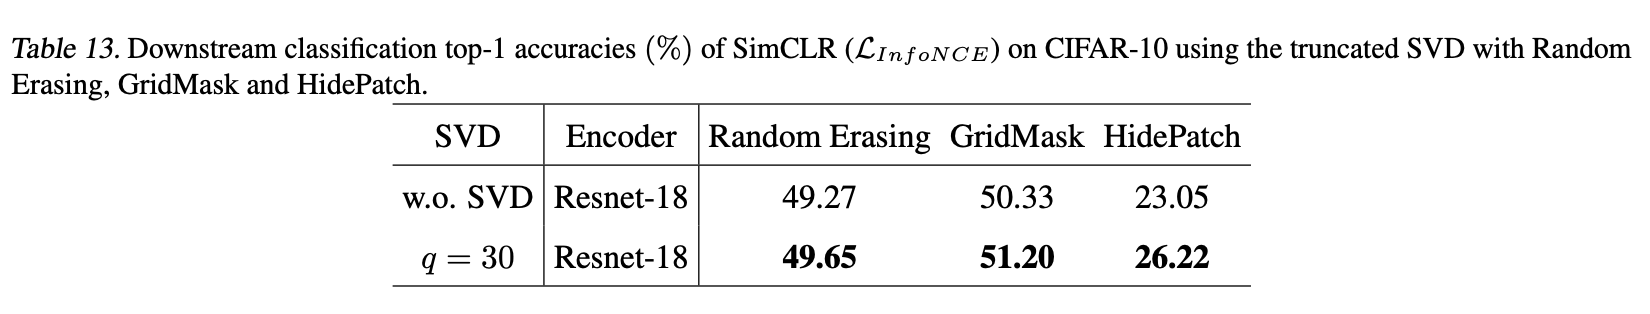 Table 13. Downstream classification top-1 accuracies (%) of SimCLR (ℒ_InfoNCE) on CIFAR-10 using the truncated SVD with Random
Erasing, GridMask and HidePatch.
SVD Encoder Random Erasing GridMask HidePatch
w.o. SVD Resnet-18 49.27 50.33 23.05
q = 30 Resnet-18 49.65 51.20 26.22